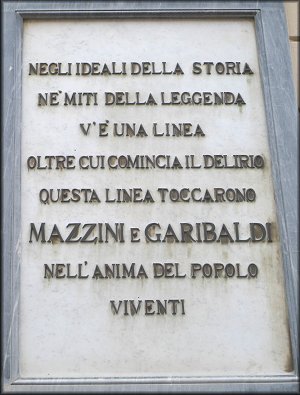 NEGLI IDEALI DELLA STORIA
NE' MITI DELLA LEGGENDA
V'È UNA LINEA
OLTRE CUI COMINCIA IL DELIRIO
QUESTA LINEA TOCCARONO
MAZZINI E GARIBALDI
NELL'ANIMA DEL POPOLO
VIVENTI